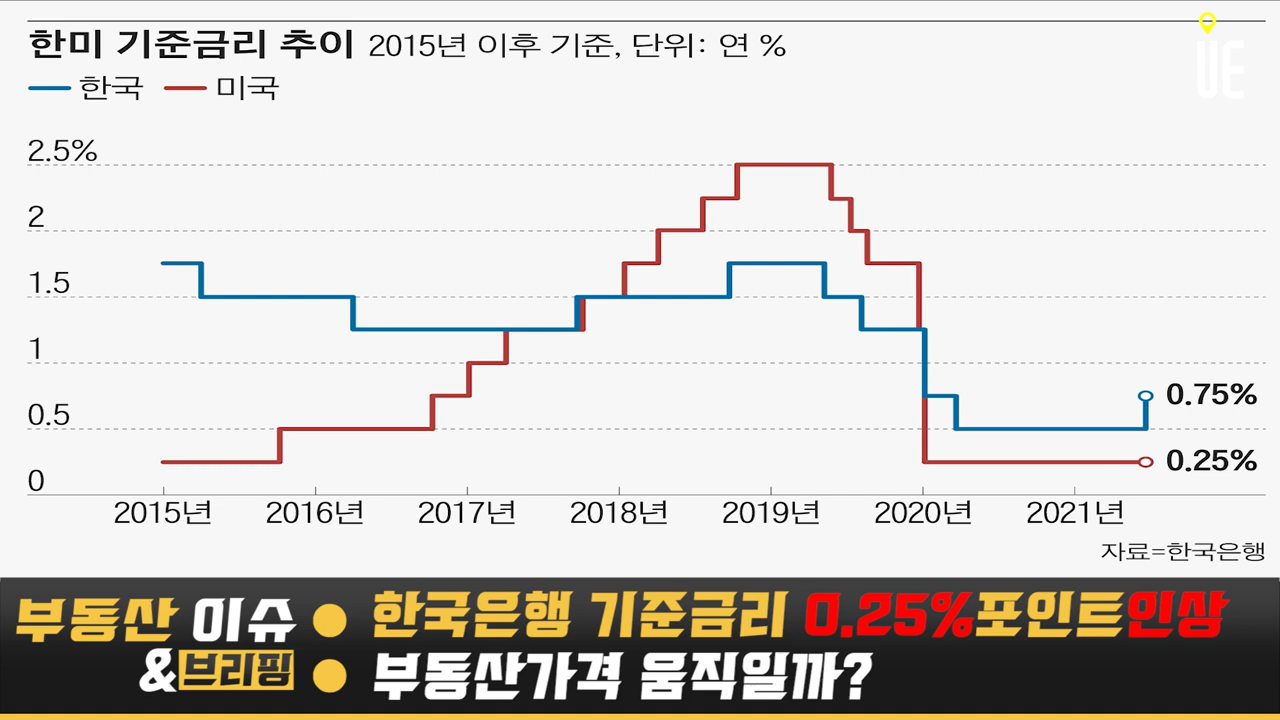 한미 기준금리 추이 2015년 이후 기준, 단위: 연 %
한국 미국
UE
2.5%
2
1.5
1
0.5
0
0.75%
0.25%
2015년 2016년 2017년 2018년 2019년 2020년 2021년
자료=한국은행
부동산 이슈
&브리핑
한국은행 기준금리 0.25%포인트인상
부동산가격 움직일까?